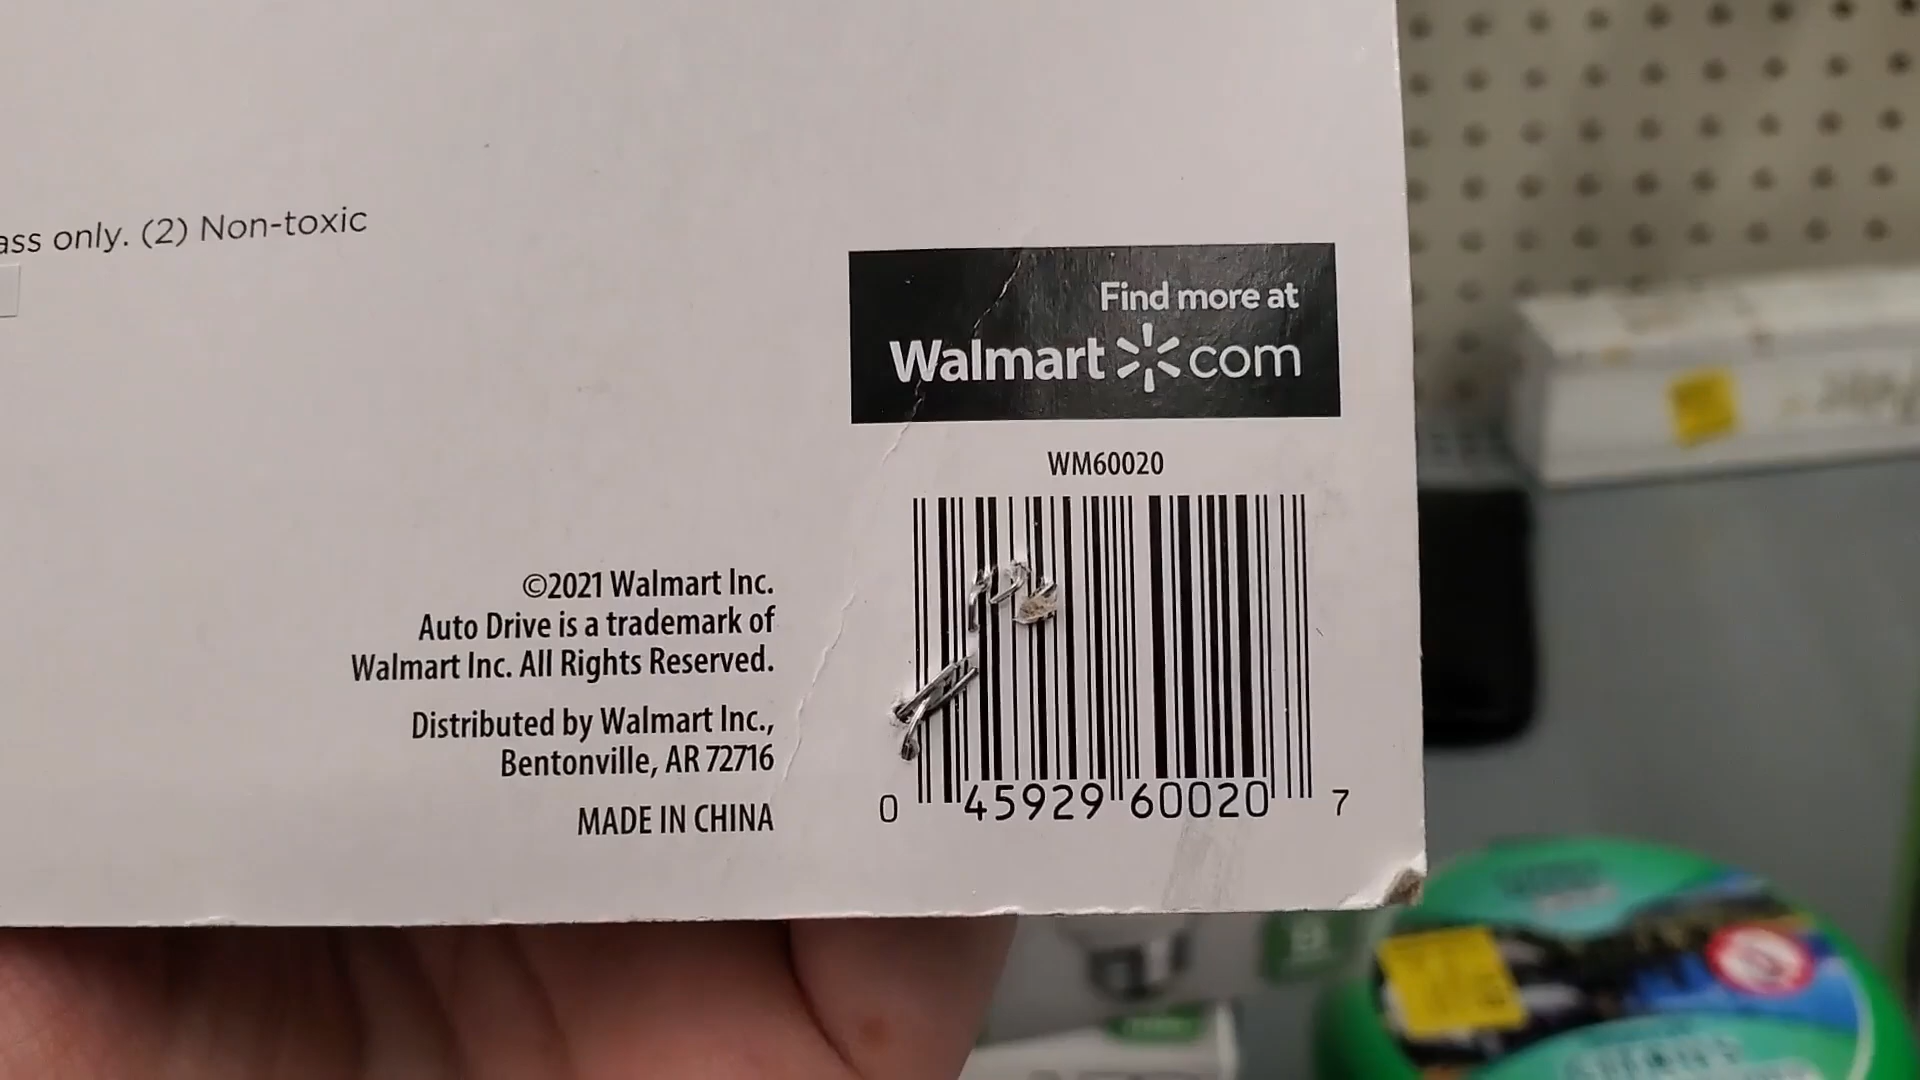 only. (2) Non-toxic
Find more at
Walmart com
WM60020
©2021 Walmart Inc.
Auto Drive is a trademark of
Walmart Inc. All Rights Reserved.
Distributed by Walmart Inc.,
Bentonville, AR 72716
MADE IN CHINA
0 45929 60020 7